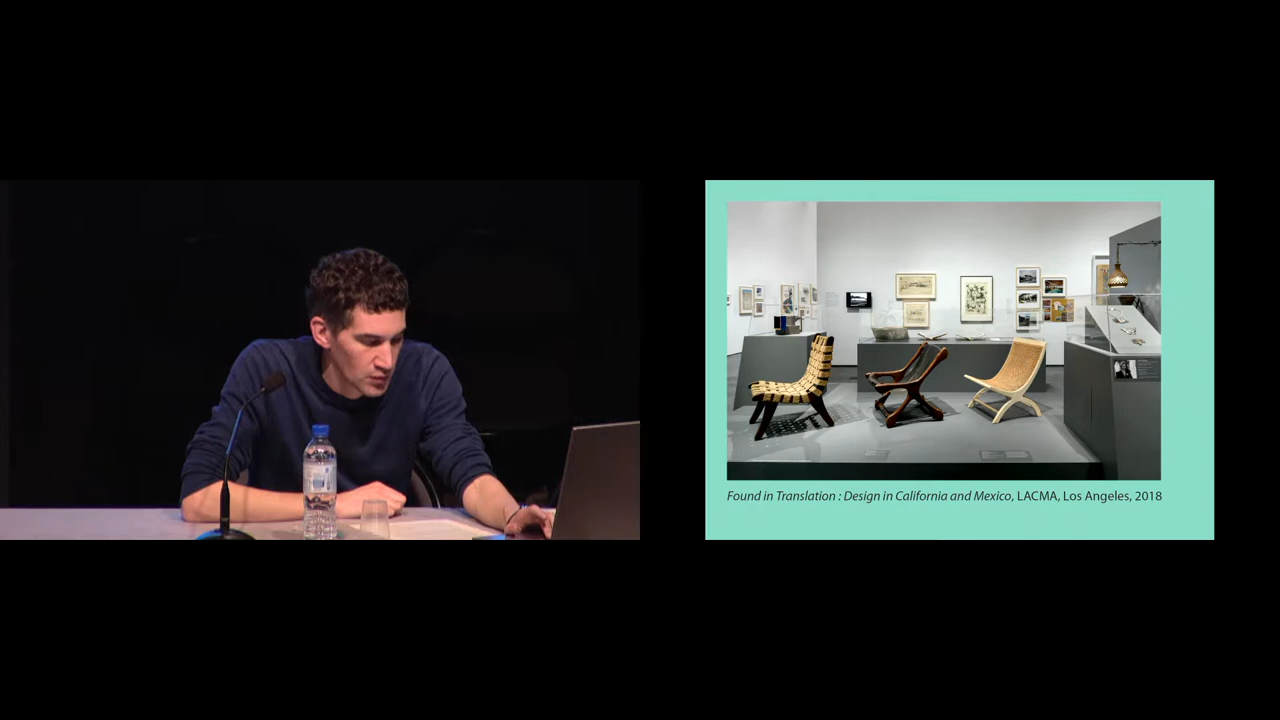 Found in Translation : Design in California and Mexico, LACMA, Los Angeles, 2018